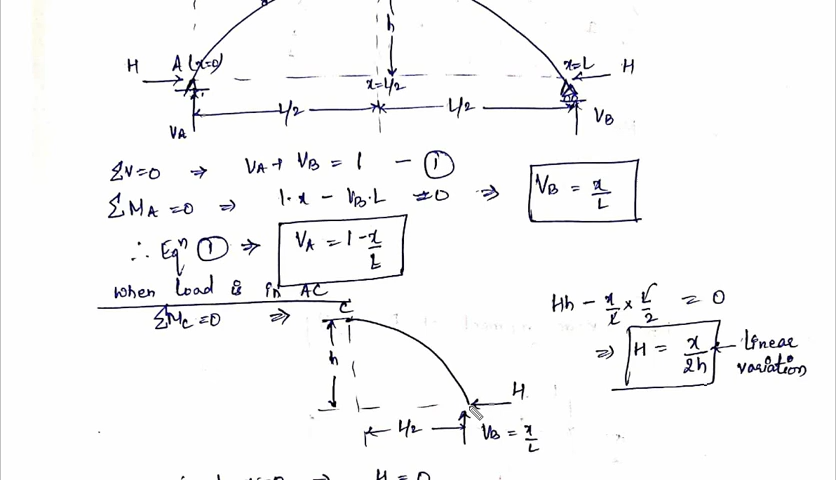 h
H A (x=0) x=L H
x=L/2
L/2 L/2
VA VB
ΣV=0 ⇒ VA + VB = 1 — ①
ΣMA =0 ⇒ 1·x − VB·L =0 ⇒ VB = x/L
∴ Eqn ① ⇒ VA = 1 − x/L
when load is in AC
ΣMC =0 ⇒ C Hh − x/L × L/2 = 0
⇒ H = x/2h ← linear variation
h
H
L/2 VB = x/L
⇒ H = 0